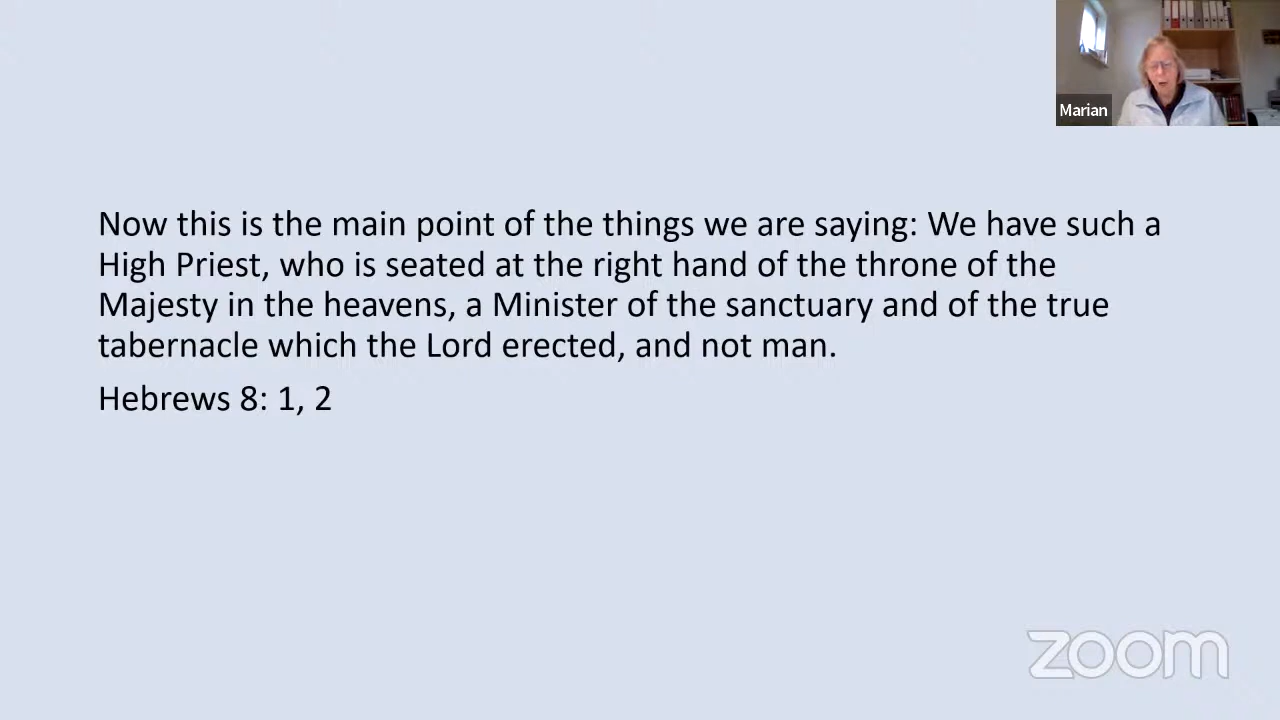 Marian
Now this is the main point of the things we are saying: We have such a
High Priest, who is seated at the right hand of the throne of the
Majesty in the heavens, a Minister of the sanctuary and of the true
tabernacle which the Lord erected, and not man.
Hebrews 8: 1, 2
zoom